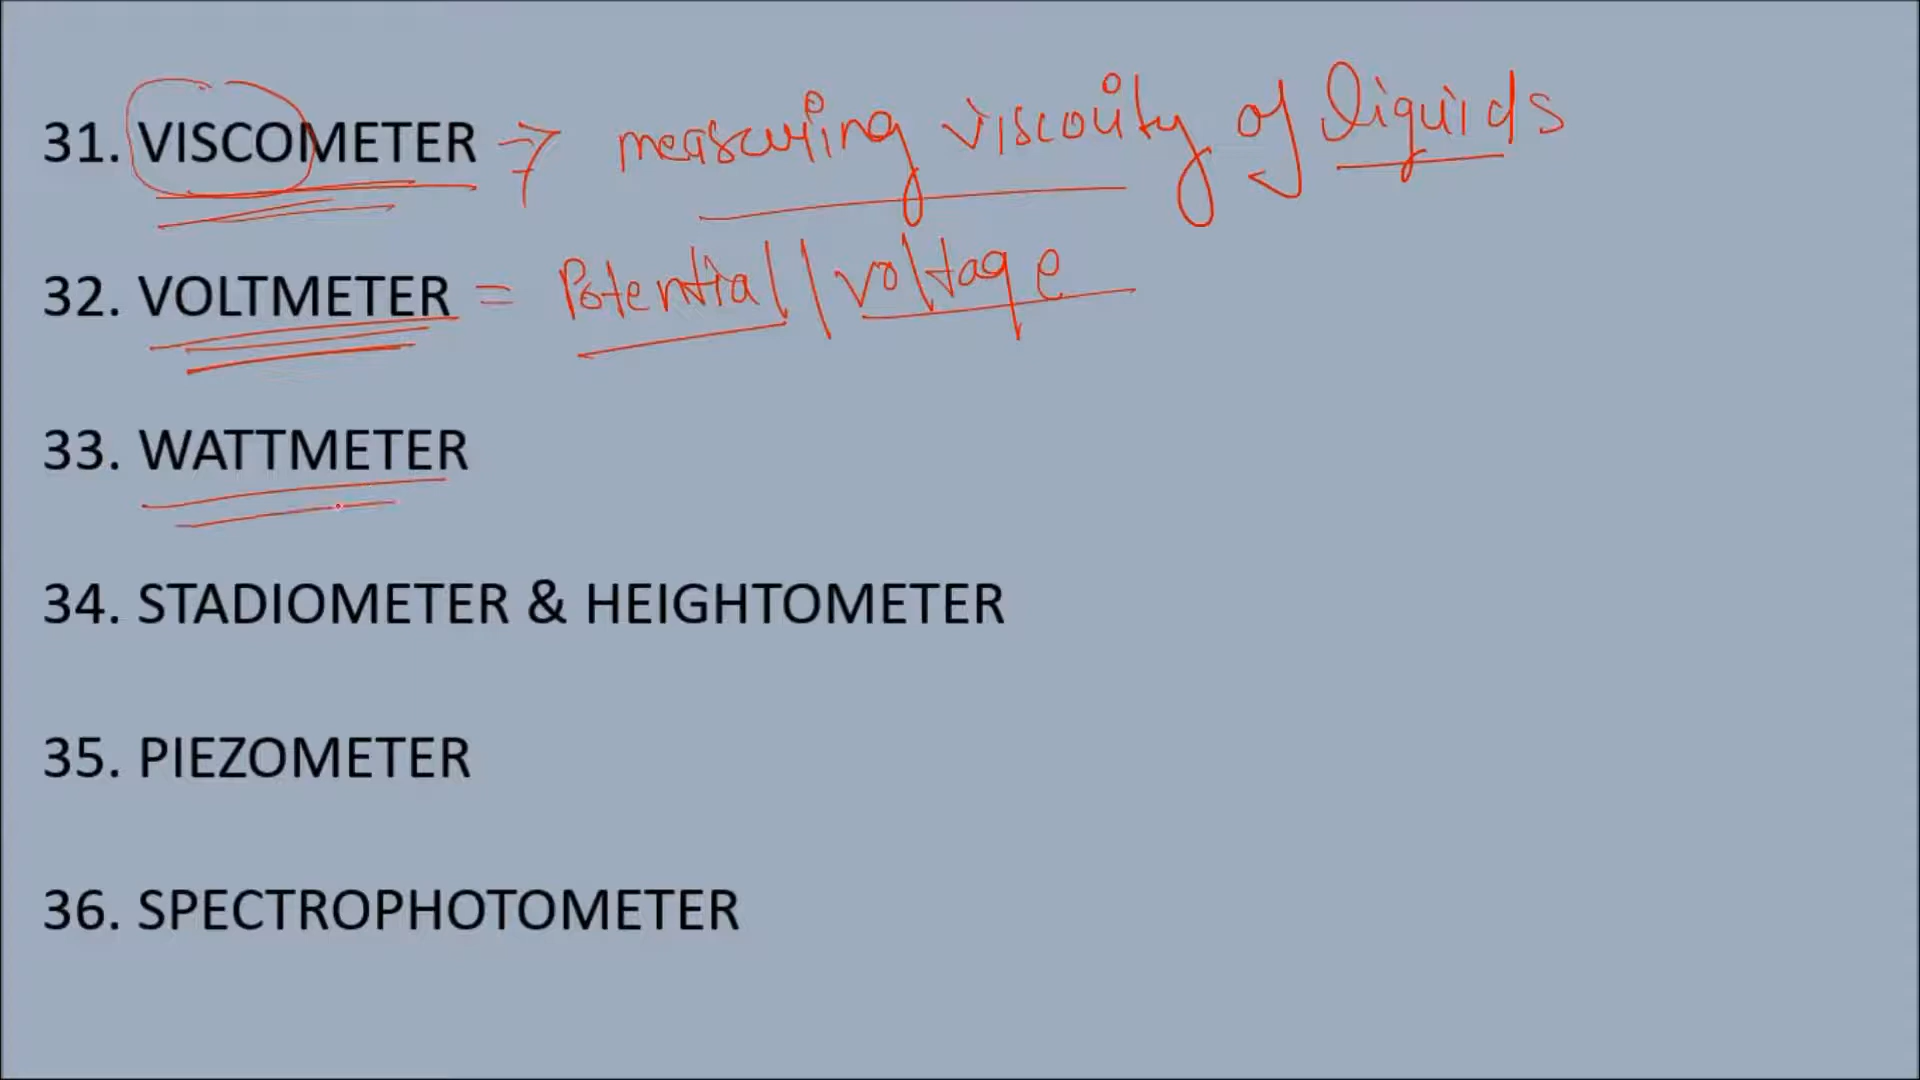 31. VISCOMETER → measuring viscosity of liquids
32. VOLTMETER = Potential / voltage
33. WATTMETER
34. STADIOMETER & HEIGHTOMETER
35. PIEZOMETER
36. SPECTROPHOTOMETER